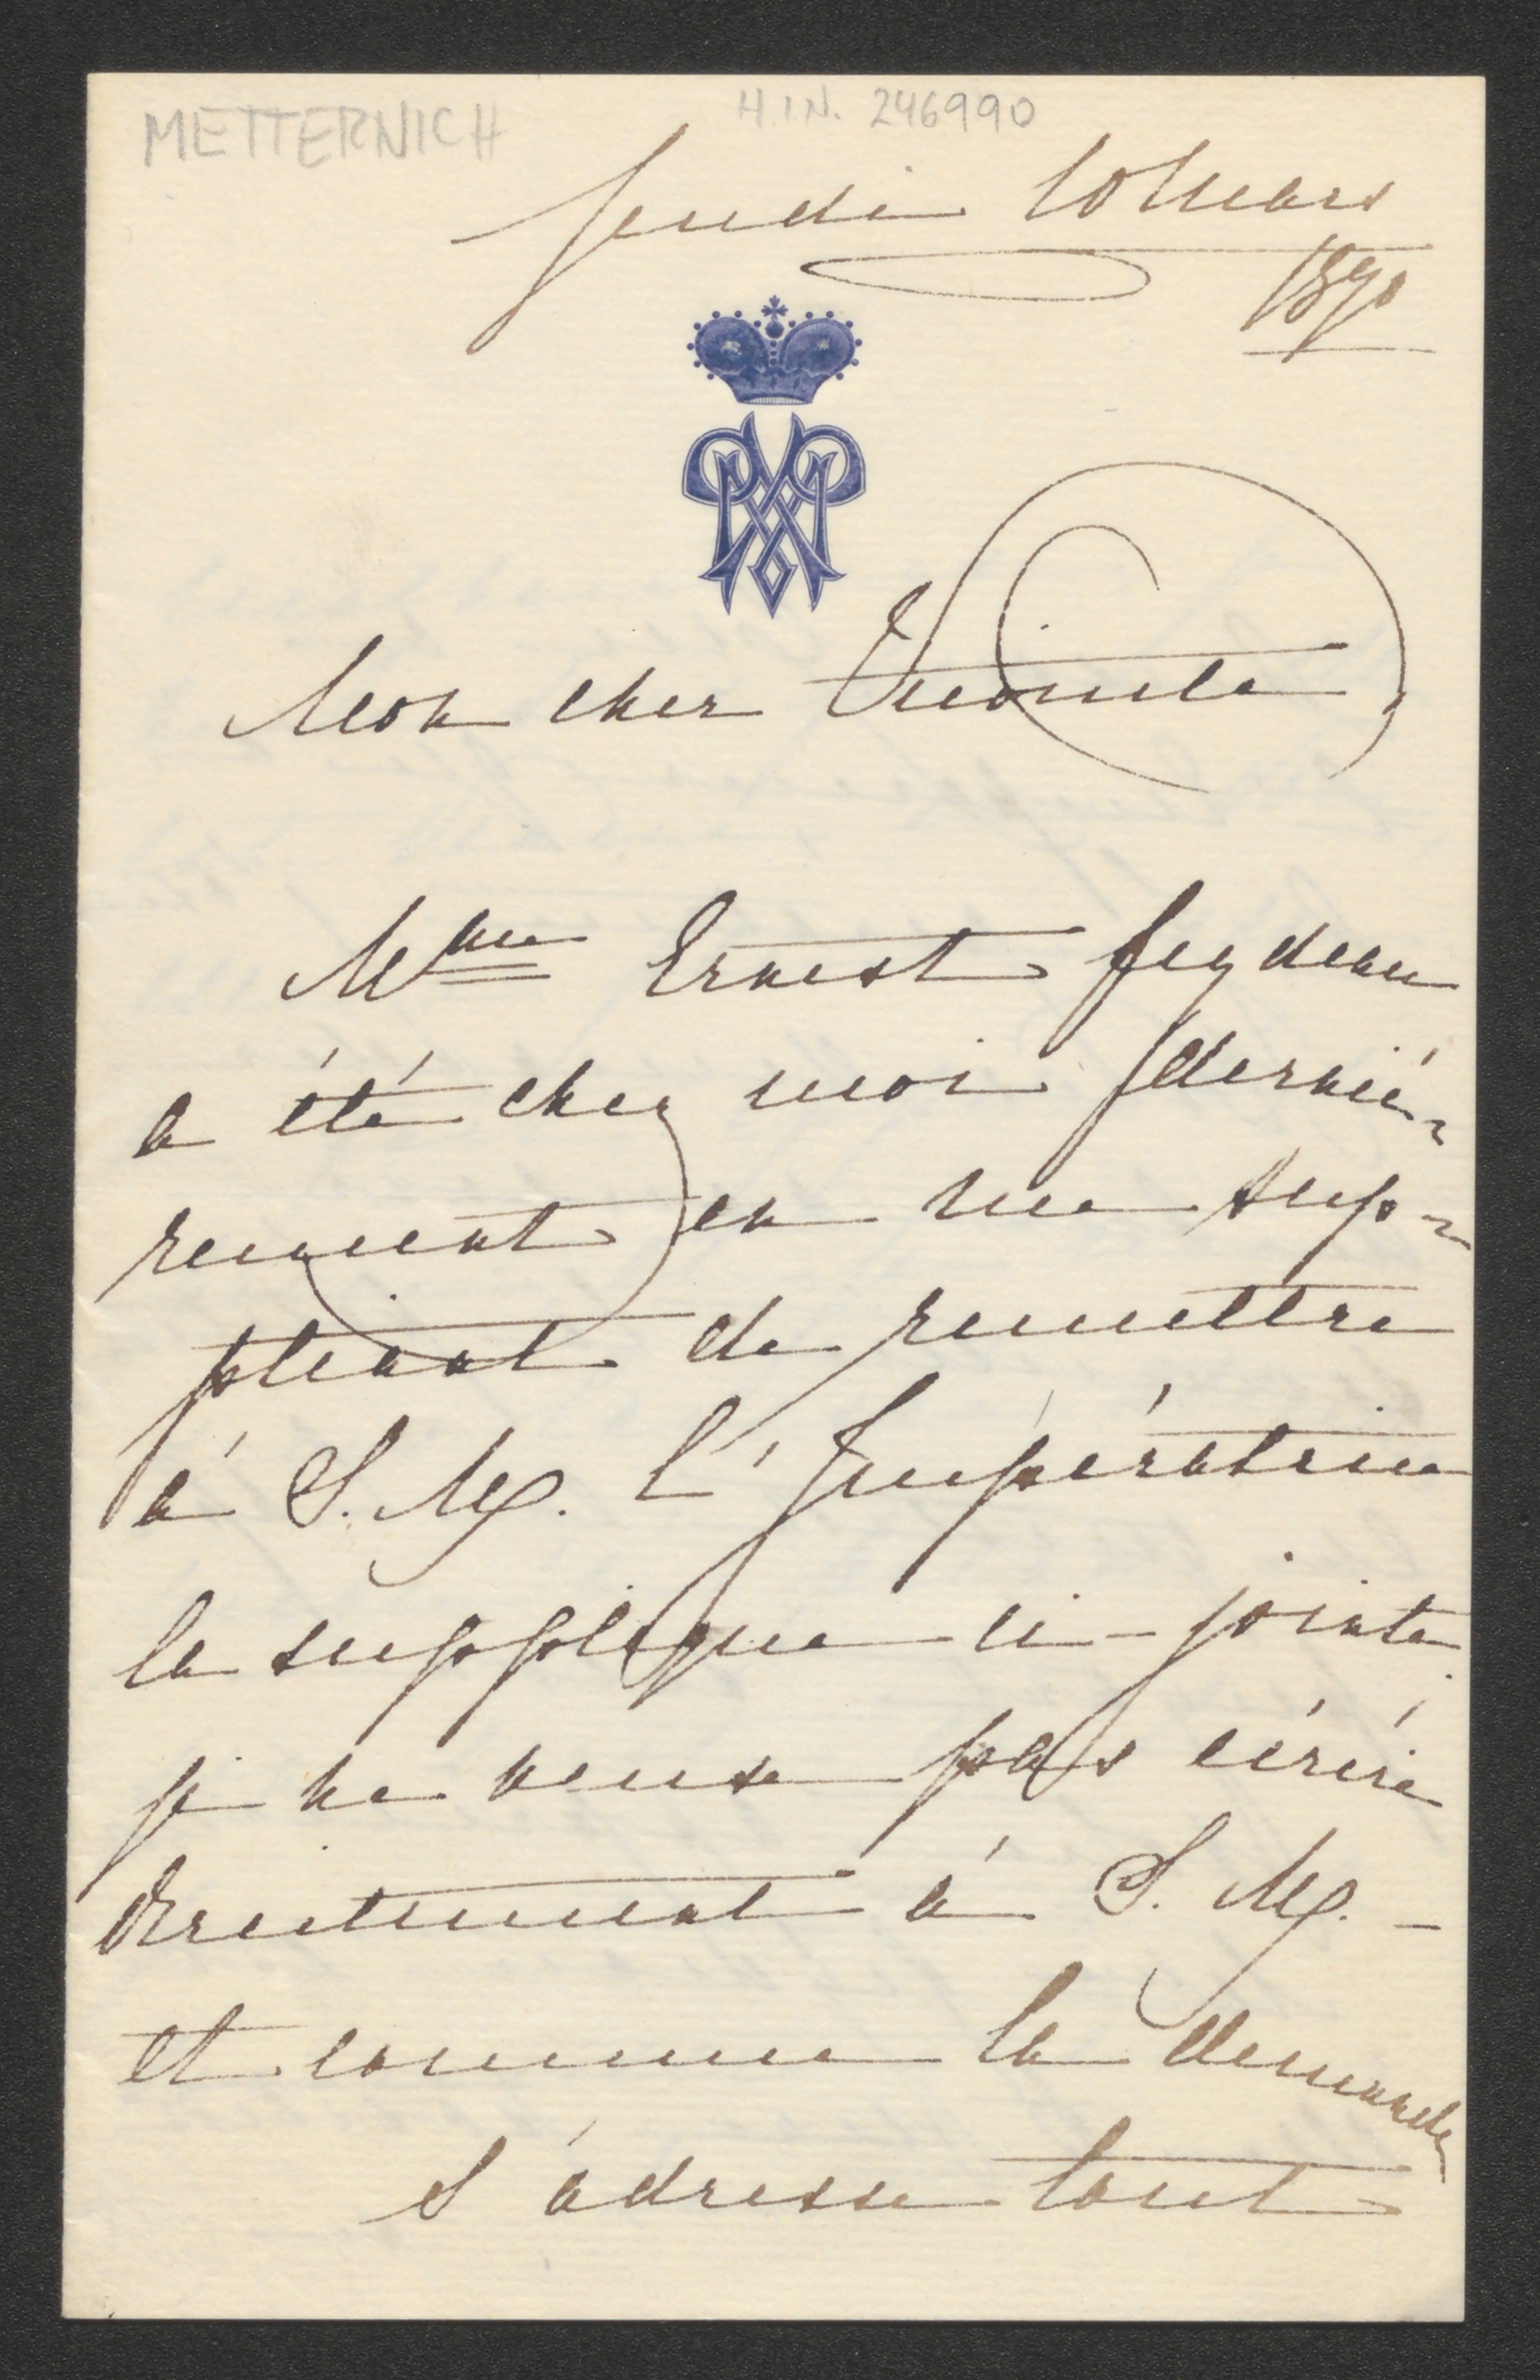 METTERNICH
H.I.N. 246990
Jeudi 10 Mars
1870
Mon cher Vicomte
Mme Ernest Feydeau
a été chez moi derniè-
rement en me sup-
pliant de remettre
à S. M. l'Impératrice
la supplique ci-jointe.
je ne veux pas écrire
directement à S. M. -
et comme la demande
s'adresse tout